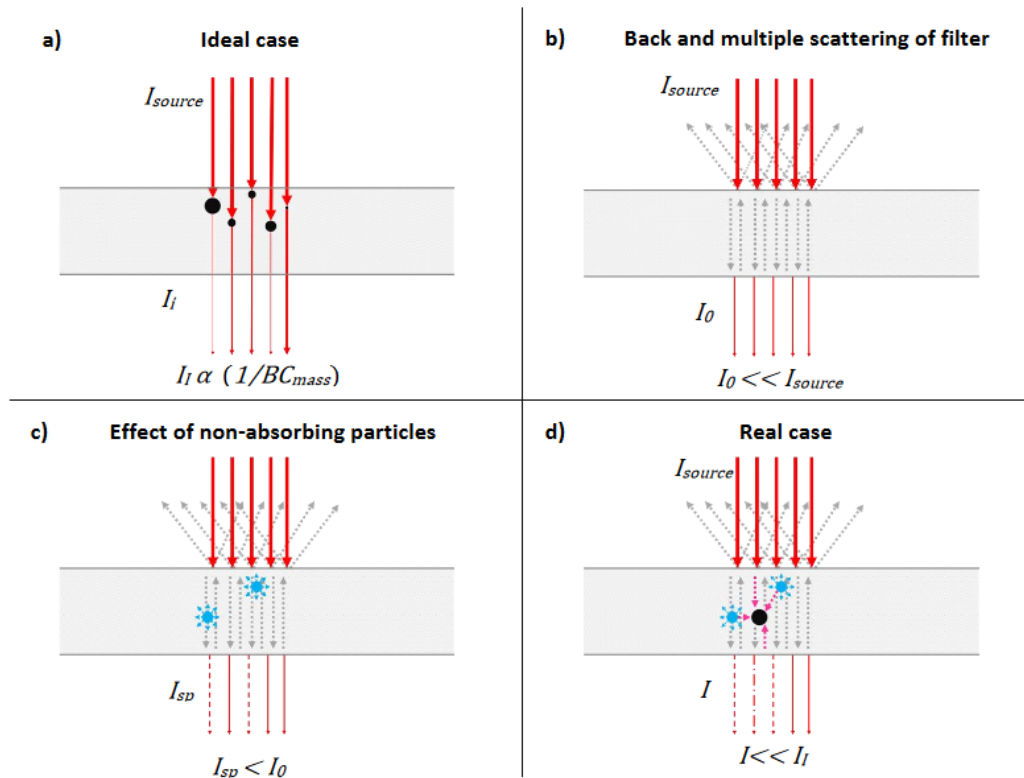 a) Ideal case
I_source
I_i
I_I α (1/BC_mass)
b) Back and multiple scattering of filter
I_source
I_0
I_0 << I_source
c) Effect of non-absorbing particles
I_sp
I_sp < I_0
d) Real case
I_source
I
I<< I_I